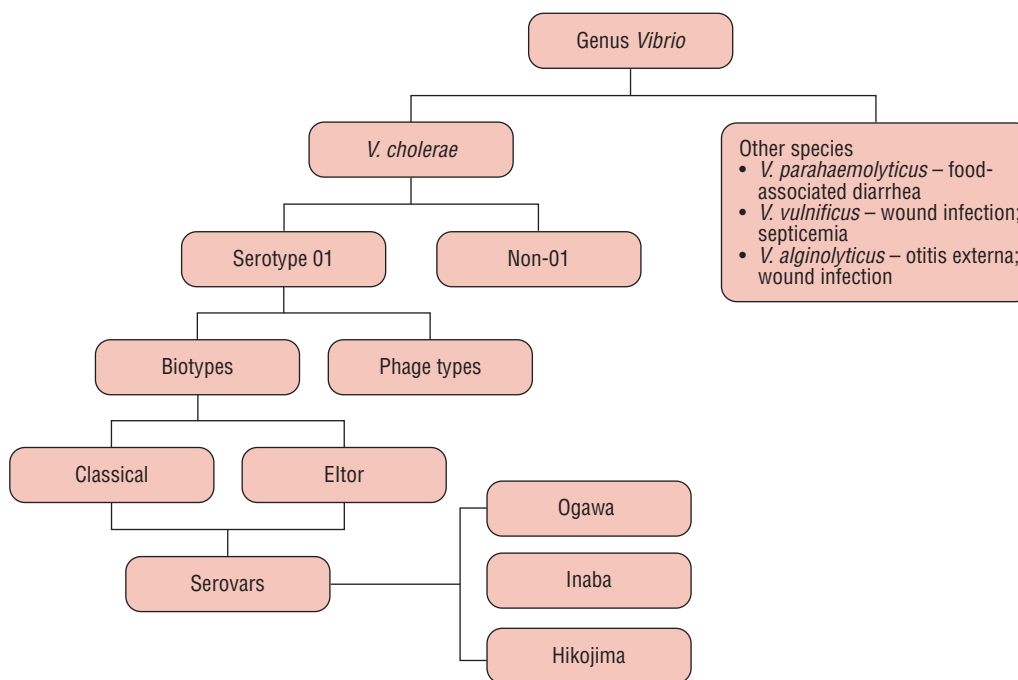 Genus Vibrio
V. cholerae
Other species
• V. parahaemolyticus – food-
associated diarrhea
• V. vulnificus – wound infection;
septicemia
• V. alginolyticus – otitis externa;
wound infection
Serotype 01
Non-01
Biotypes
Phage types
Classical
Eltor
Ogawa
Serovars
Inaba
Hikojima